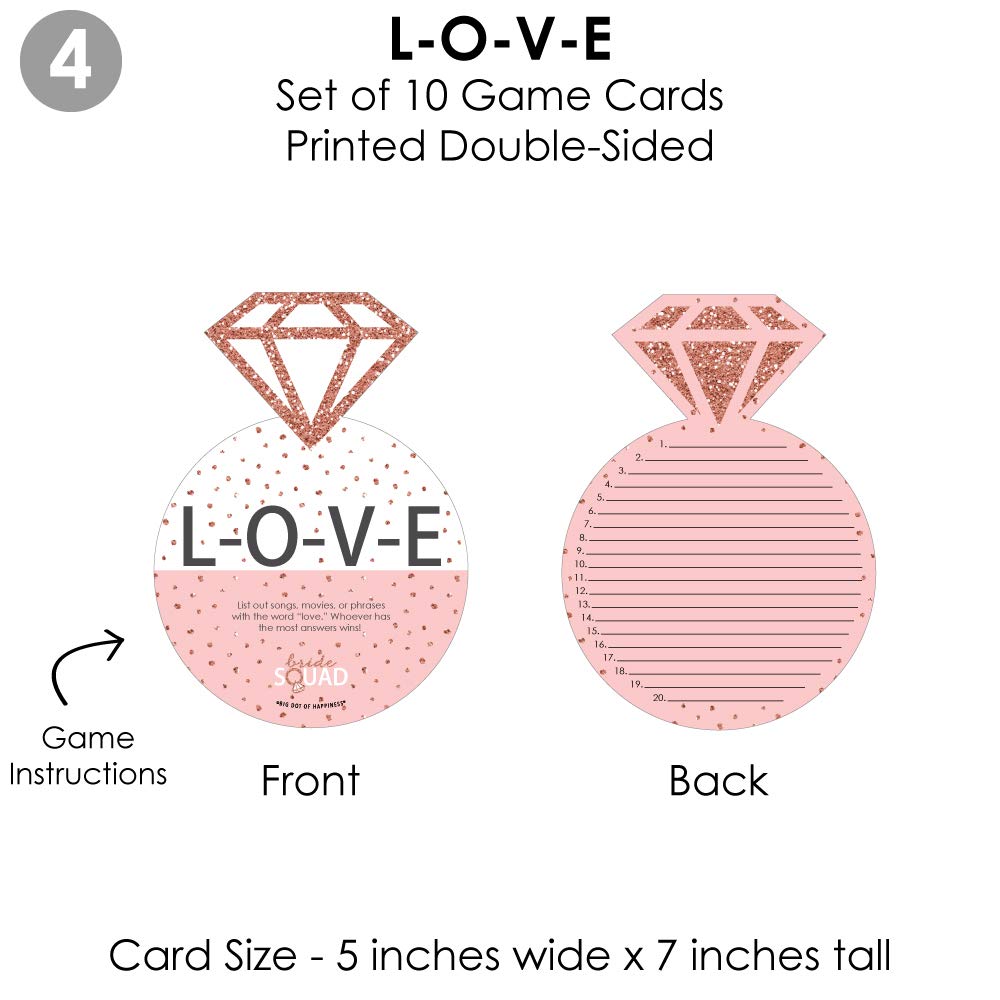 4
L-O-V-E
Set of 10 Game Cards
Printed Double-Sided
L-O-V-E
List out songs, movies, or phrases
with the word “love.” Whoever has
the most answers wins!
bride
SQUAD
•BIG DOT OF HAPPINESS•
Game
Instructions
Front
1.
2.
3.
4.
5.
6.
7.
8.
9.
10.
11.
12.
13.
14.
15.
16.
17.
18.
19.
20.
Back
Card Size - 5 inches wide x 7 inches tall